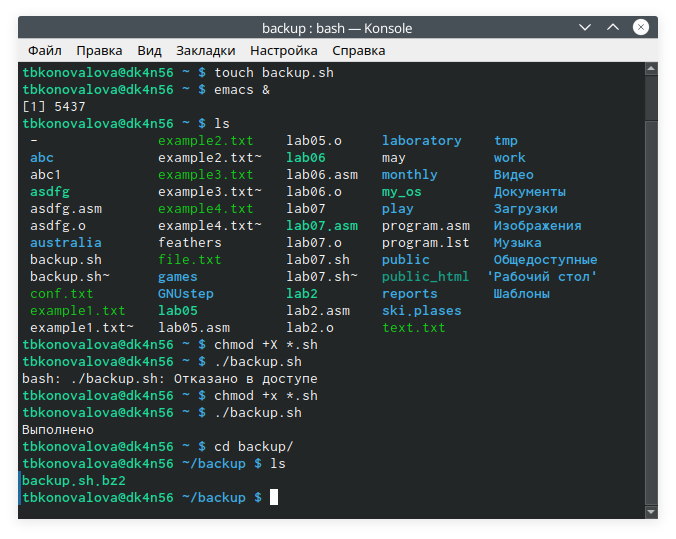 backup : bash — Konsole
Файл Правка Вид Закладки Настройка Справка
tbkonovalova@dk4n56 ~ $ touch backup.sh
tbkonovalova@dk4n56 ~ $ emacs &
[1] 5437
tbkonovalova@dk4n56 ~ $ ls
- example2.txt lab05.o laboratory tmp
abc example2.txt~ lab06 may work
abc1 example3.txt lab06.asm monthly Видео
asdfg example3.txt~ lab06.o my_os Документы
asdfg.asm example4.txt lab07 play Загрузки
asdfg.o example4.txt~ lab07.asm program.asm Изображения
australia feathers lab07.o program.lst Музыка
backup.sh file.txt lab07.sh public Общедоступные
backup.sh~ games lab07.sh~ public_html 'Рабочий стол'
conf.txt GNUstep lab2 reports Шаблоны
example1.txt lab05 lab2.asm ski.plases
example1.txt~ lab05.asm lab2.o text.txt
tbkonovalova@dk4n56 ~ $ chmod +X *.sh
tbkonovalova@dk4n56 ~ $ ./backup.sh
bash: ./backup.sh: Отказано в доступе
tbkonovalova@dk4n56 ~ $ chmod +x *.sh
tbkonovalova@dk4n56 ~ $ ./backup.sh
Выполнено
tbkonovalova@dk4n56 ~ $ cd backup/
tbkonovalova@dk4n56 ~/backup $ ls
backup.sh.bz2
tbkonovalova@dk4n56 ~/backup $